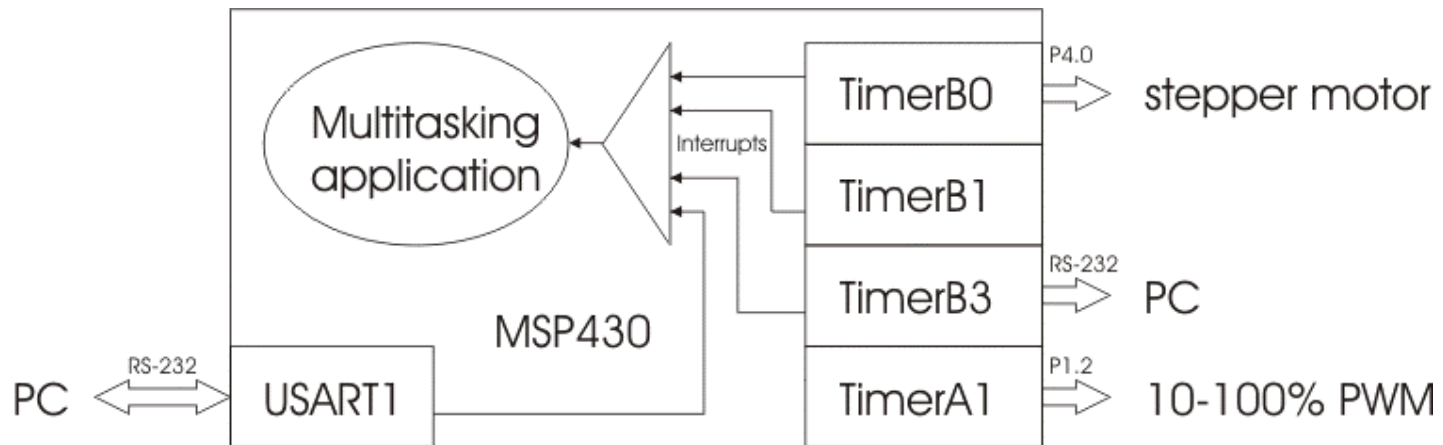 P4.0
TimerB0
stepper motor
Multitasking
application
Interrupts
TimerB1
RS-232
TimerB3
PC
MSP430
RS-232
P1.2
PC
USART1
TimerA1
10-100% PWM